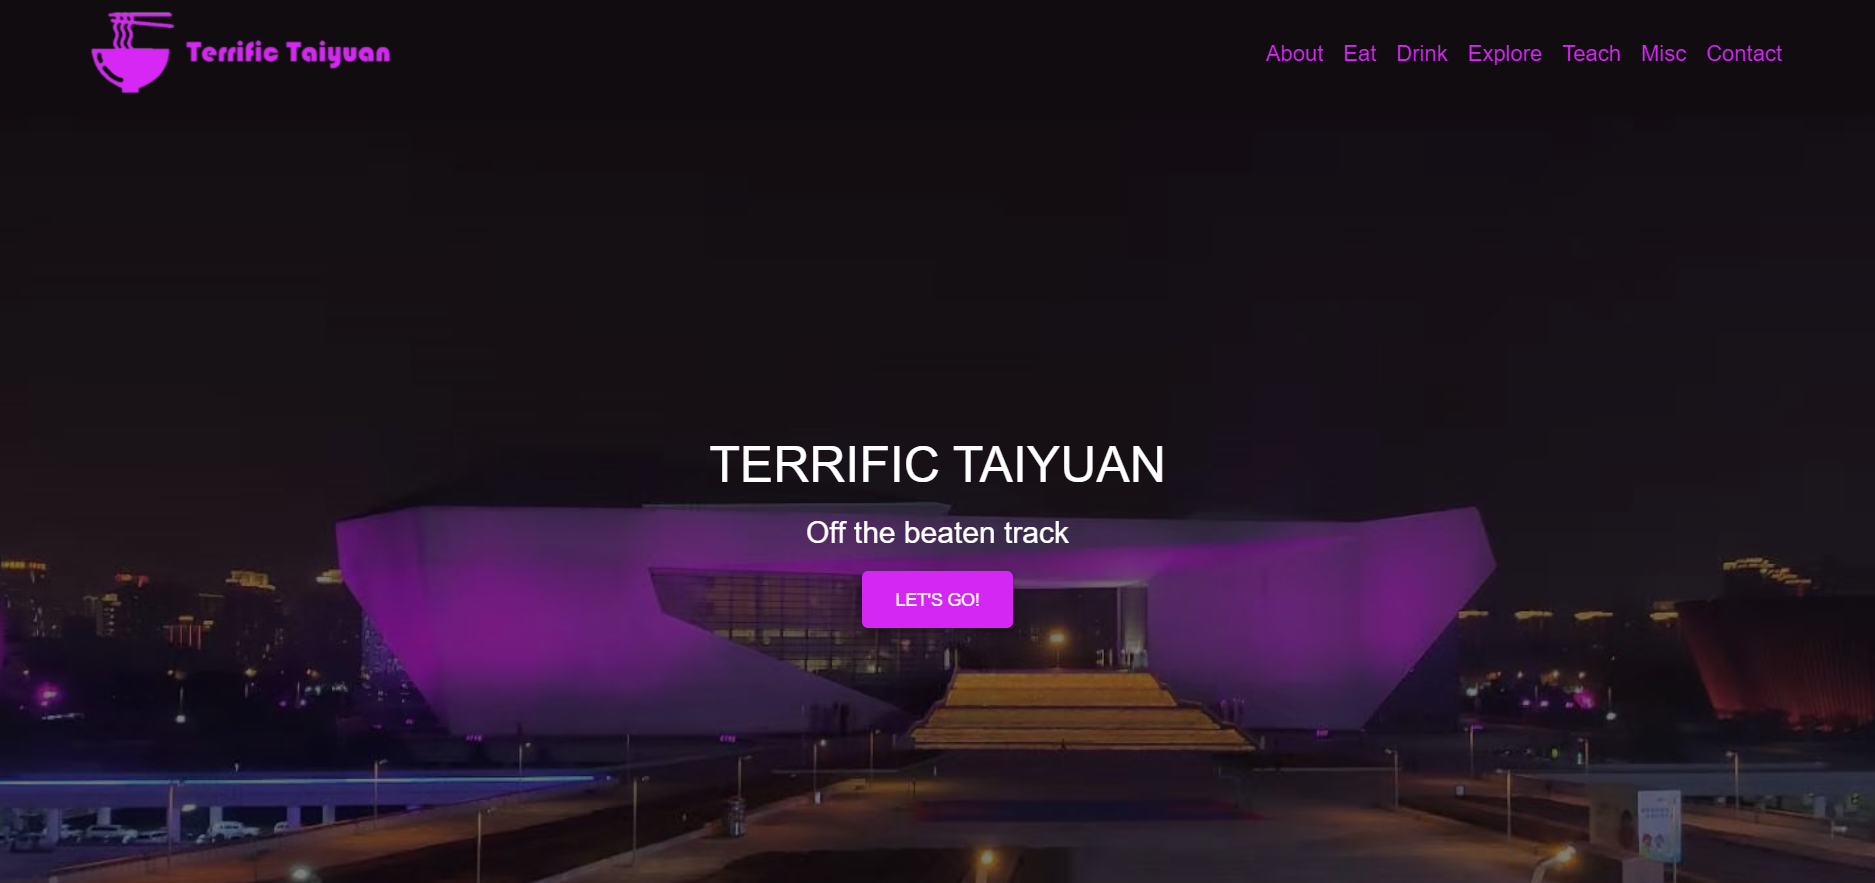 Terrific Taiyuan
About Eat Drink Explore Teach Misc Contact
TERRIFIC TAIYUAN
Off the beaten track
LET'S GO!